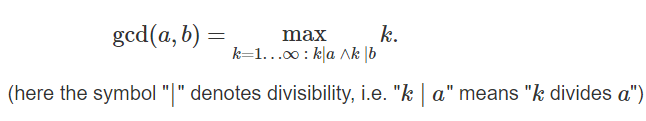 gcd(a, b) = max k.
k=1...∞ : k|a ∧k |b
(here the symbol "|" denotes divisibility, i.e. "k | a" means "k divides a")